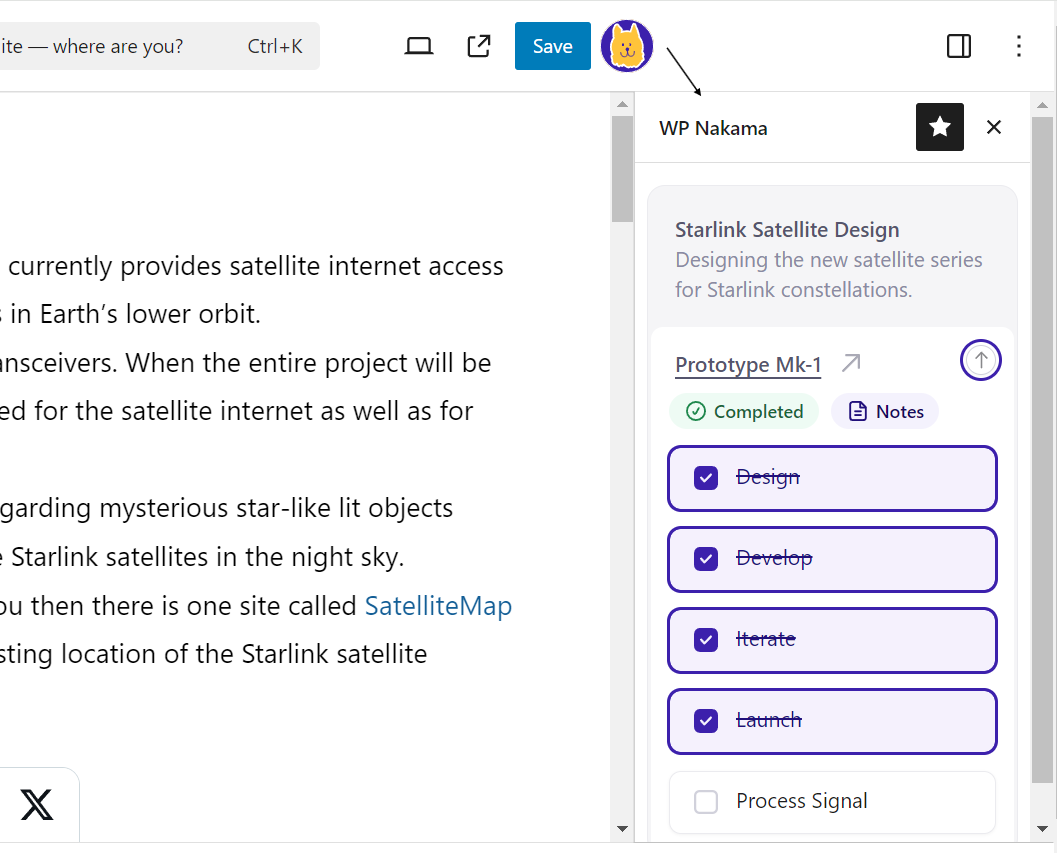 ite — where are you? Ctrl+K
Save
WP Nakama
currently provides satellite internet access
s in Earth’s lower orbit.
ansceivers. When the entire project will be
ed for the satellite internet as well as for
garding mysterious star-like lit objects
e Starlink satellites in the night sky.
ou then there is one site called SatelliteMap
sting location of the Starlink satellite
Starlink Satellite Design
Designing the new satellite series
for Starlink constellations.
Prototype Mk-1
Completed
Notes
Design
Develop
Iterate
Launch
Process Signal